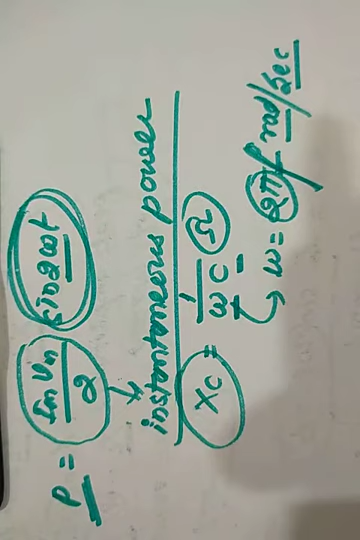 p = Vm Im / 2 sin2ωt
instantaneous power
Xc = 1 / ωC Ω
ω = 2πf rad/sec